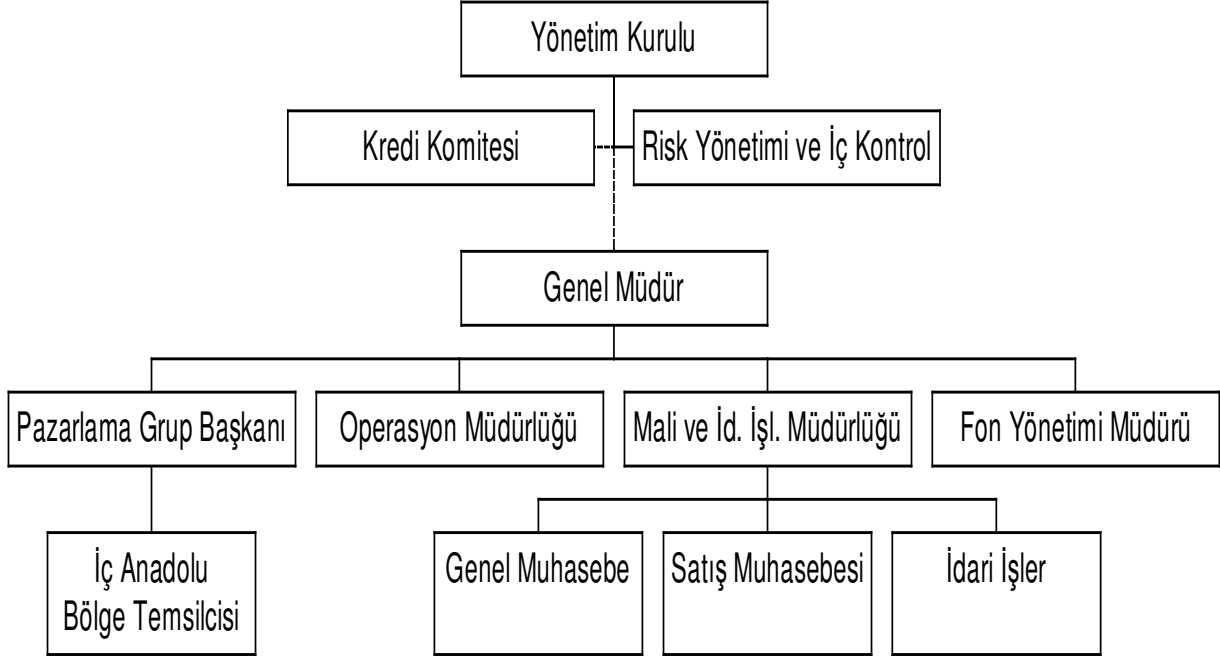 Yönetim Kurulu
Kredi Komitesi
Risk Yönetimi ve İç Kontrol
Genel Müdür
Pazarlama Grup Başkanı
Operasyon Müdürlüğü
Mali ve İd. İşl. Müdürlüğü
Fon Yönetimi Müdürü
İç Anadolu
Bölge Temsilcisi
Genel Muhasebe
Satış Muhasebesi
İdari İşler